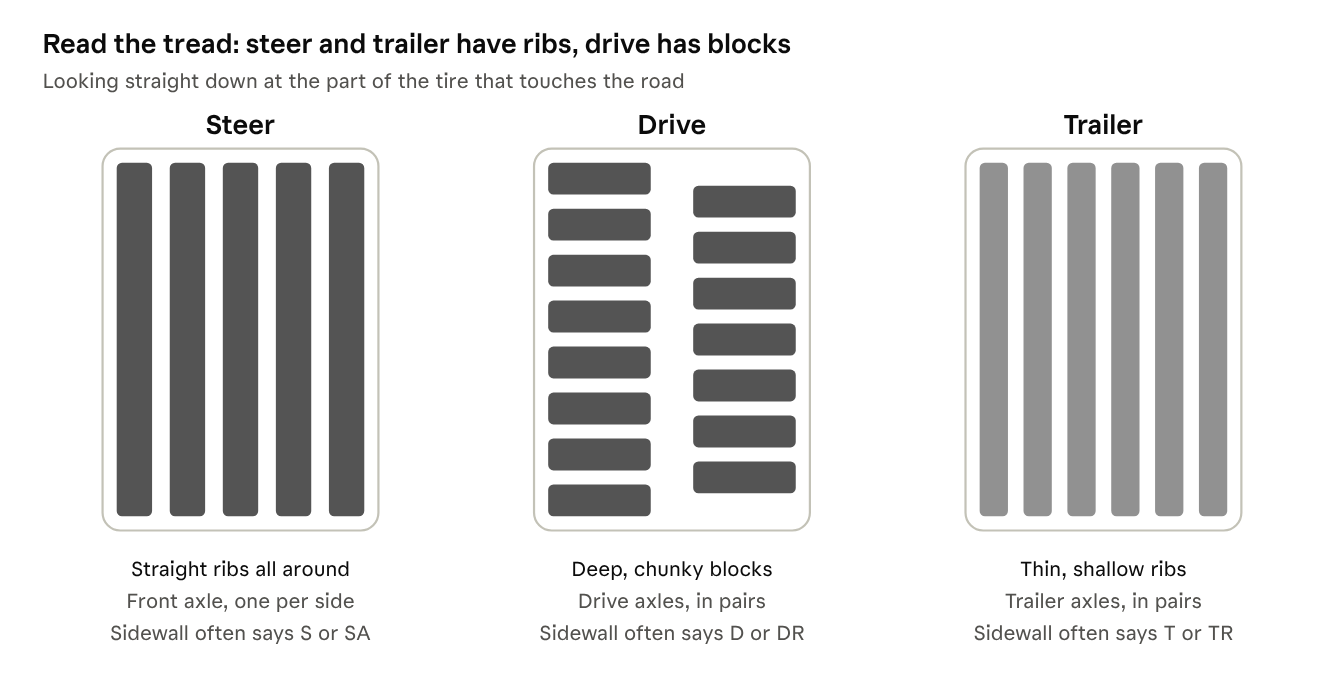 Read the tread: steer and trailer have ribs, drive has blocks
Looking straight down at the part of the tire that touches the road
Steer
Drive
Trailer
Straight ribs all around
Front axle, one per side
Sidewall often says S or SA
Deep, chunky blocks
Drive axles, in pairs
Sidewall often says D or DR
Thin, shallow ribs
Trailer axles, in pairs
Sidewall often says T or TR